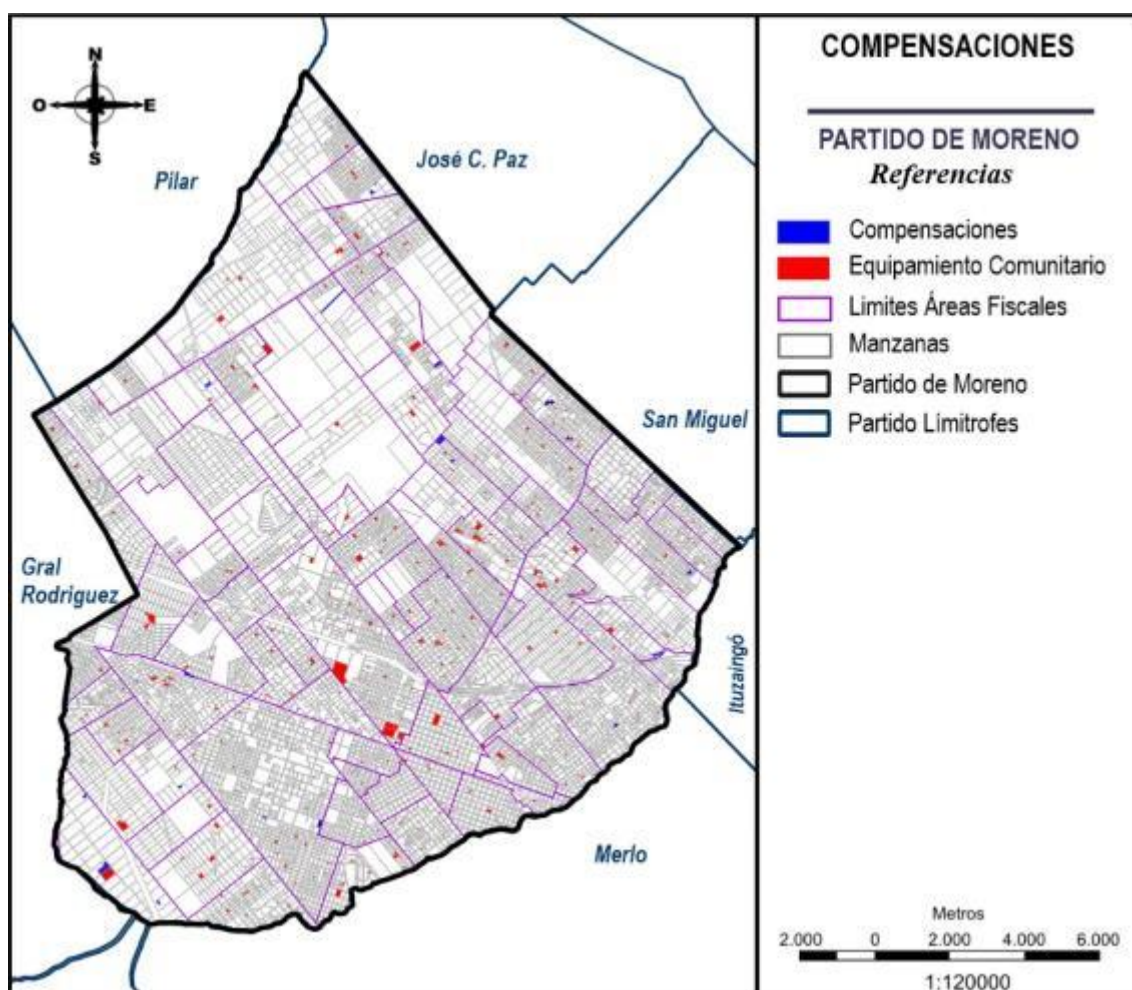 N
O E
S
Pilar
José C. Paz
San Miguel
Gral
Rodriguez
Ituzaingó
Merlo
COMPENSACIONES
PARTIDO DE MORENO
Referencias
Compensaciones
Equipamiento Comunitario
Limites Áreas Fiscales
Manzanas
Partido de Moreno
Partido Limitrofes
Metros
2.000 0 2.000 4.000 6.000
1:120000